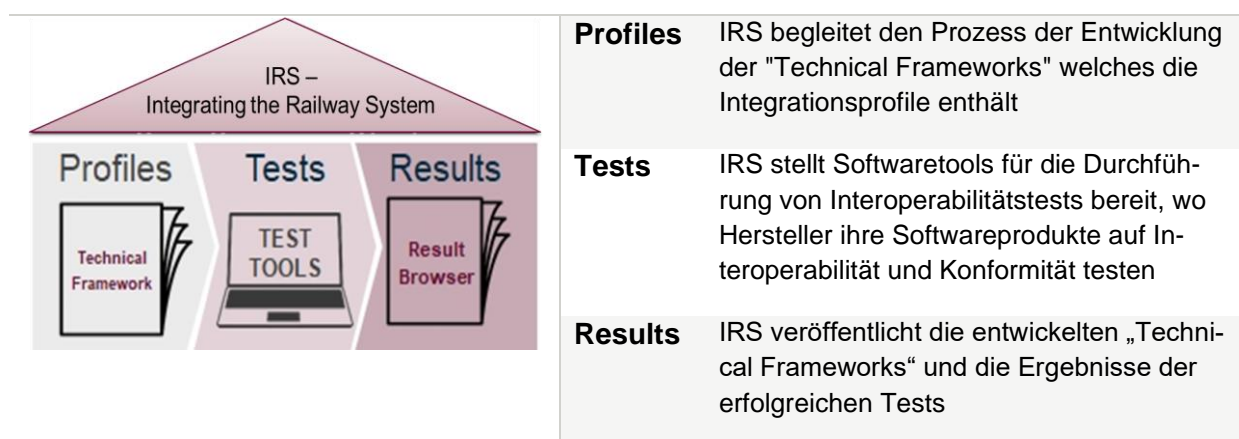 IRS –
Integrating the Railway System
Profiles
Tests
Results
Technical
Framework
TEST
TOOLS
Result
Browser
Profiles
IRS begleitet den Prozess der Entwicklung
der "Technical Frameworks" welches die
Integrationsprofile enthält
Tests
IRS stellt Softwaretools für die Durchfüh-
rung von Interoperabilitätstests bereit, wo
Hersteller ihre Softwareprodukte auf In-
teroperabilität und Konformität testen
Results
IRS veröffentlicht die entwickelten „Techni-
cal Frameworks“ und die Ergebnisse der
erfolgreichen Tests